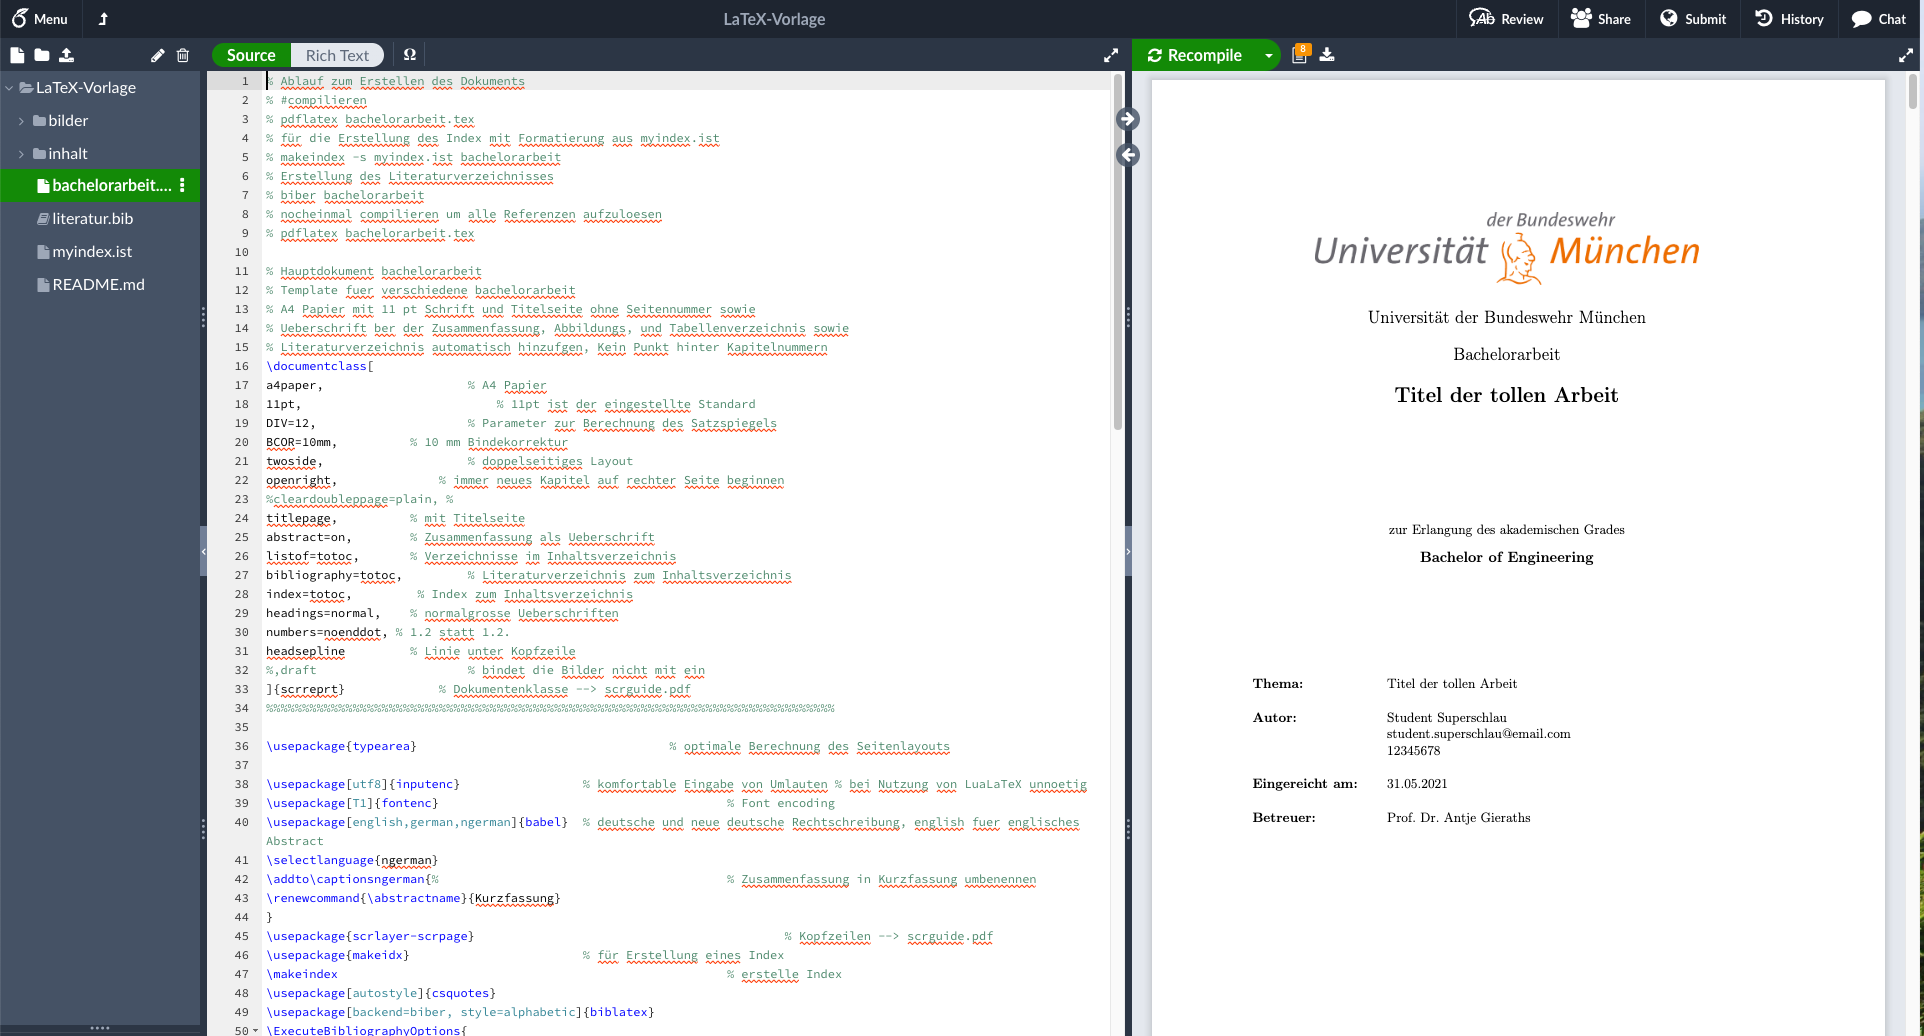 Menu
LaTeX-Vorlage
Review
Share
Submit
History
Chat
Source
Rich Text
Ω
Recompile
8
LaTeX-Vorlage
bilder
inhalt
bachelorarbeit....
literatur.bib
myindex.ist
README.md
1 % Ablauf zum Erstellen des Dokuments
2 % #compilieren
3 % pdflatex bachelorarbeit.tex
4 % für die Erstellung des Index mit Formatierung aus myindex.ist
5 % makeindex -s myindex.ist bachelorarbeit
6 % Erstellung des Literaturverzeichnisses
7 % biber bachelorarbeit
8 % nocheinmal compilieren um alle Referenzen aufzuloesen
9 % pdflatex bachelorarbeit.tex
10
11 % Hauptdokument bachelorarbeit
12 % Template fuer verschiedene bachelorarbeit
13 % A4 Papier mit 11 pt Schrift und Titelseite ohne Seitennummer sowie
14 % Ueberschrift ber der Zusammenfassung, Abbildungs, und Tabellenverzeichnis sowie
15 % Literaturverzeichnis automatisch hinzufgen, Kein Punkt hinter Kapitelnummern
16 \documentclass[
17 a4paper, % A4 Papier
18 11pt, % 11pt ist der eingestellte Standard
19 DIV=12, % Parameter zur Berechnung des Satzspiegels
20 BCOR=10mm, % 10 mm Bindekorrektur
21 twoside, % doppelseitiges Layout
22 openright, % immer neues Kapitel auf rechter Seite beginnen
23 %cleardoubleppage=plain, %
24 titlepage, % mit Titelseite
25 abstract=on, % Zusammenfassung als Ueberschrift
26 listof=totoc, % Verzeichnisse im Inhaltsverzeichnis
27 bibliography=totoc, % Literaturverzeichnis zum Inhaltsverzeichnis
28 index=totoc, % Index zum Inhaltsverzeichnis
29 headings=normal, % normalgrosse Ueberschriften
30 numbers=noenddot, % 1.2 statt 1.2.
31 headsepline % Linie unter Kopfzeile
32 %,draft % bindet die Bilder nicht mit ein
33 ]{scrreprt} % Dokumentenklasse --> scrguide.pdf
34 %%%%%%%%%%%%%%%%%%%%%%%%%%%%%%%%%%%%%%%%%%%%%%%%%%%%%%%%%%%%%%%%%%%%%%%%%%%%%%%
35
36 \usepackage{typearea} % optimale Berechnung des Seitenlayouts
37
38 \usepackage[utf8]{inputenc} % komfortable Eingabe von Umlauten % bei Nutzung von LuaLaTeX unnoetig
39 \usepackage[T1]{fontenc} % Font encoding
40 \usepackage[english,german,ngerman]{babel} % deutsche und neue deutsche Rechtschreibung, english fuer englisches
Abstract
41 \selectlanguage{ngerman}
42 \addto\captionsngerman{% % Zusammenfassung in Kurzfassung umbenennen
43 \renewcommand{\abstractname}{Kurzfassung}
44 }
45 \usepackage{scrlayer-scrpage} % Kopfzeilen --> scrguide.pdf
46 \usepackage{makeidx} % für Erstellung eines Index
47 \makeindex % erstelle Index
48 \usepackage[autostyle]{csquotes}
49 \usepackage[backend=biber, style=alphabetic]{biblatex}
50 \ExecuteBibliographyOptions{
der Bundeswehr
Universität München
Universität der Bundeswehr München
Bachelorarbeit
Titel der tollen Arbeit
zur Erlangung des akademischen Grades
Bachelor of Engineering
Thema: Titel der tollen Arbeit
Autor: Student Superschlau
student.superschlau@email.com
12345678
Eingereicht am: 31.05.2021
Betreuer: Prof. Dr. Antje Gieraths